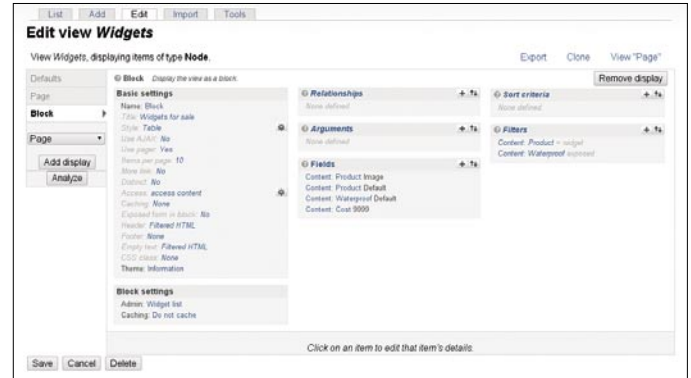 List Add Edit Import Tools
Edit view Widgets
View Widgets, displaying items of type Node.
Export Clone View "Page"
Defaults
Page
Block
Page
Add display
Analyze
Block Display the view as a block.
Remove display
Basic settings
Name: Block
Title: Widgets for sale
Style: Table
Use AJAX: No
Use pager: Yes
Items per page: 10
More link: No
Distinct: No
Access: access content
Caching: None
Exposed form in block: No
Header: Filtered HTML
Footer: None
Empty text: Filtered HTML
CSS class: None
Theme: Information
Block settings
Admin: Widget list
Caching: Do not cache
Relationships
None defined
Arguments
None defined
Fields
Content: Product Image
Content: Product Default
Content: Waterproof Default
Content: Cost 9999
Sort criteria
None defined
Filters
Content: Product = widget
Content: Waterproof exposed
Click on an item to edit that item's details.
Save Cancel Delete